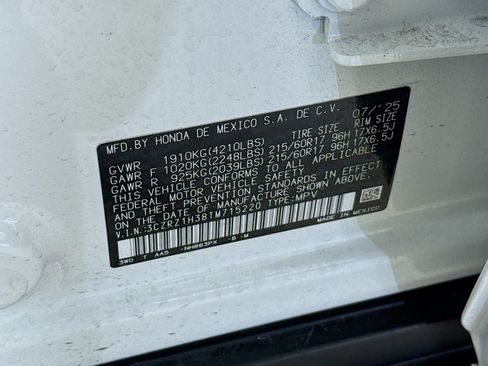 MFD. BY HONDA DE MEXICO S.A. DE C.V. 07/'25
TIRE SIZE RIM SIZE
GVWR 1910KG(4210LBS)
GAWR F 1020KG(2248LBS) 215/60R17 96H 17X6.5J
GAWR R 925KG(2039LBS) 215/60R17 96H 17X6.5J
THIS VEHICLE CONFORMS TO ALL APPLICABLE
FEDERAL MOTOR VEHICLE SAFETY, BUMPER,
AND THEFT PREVENTION STANDARDS IN EFFECT
ON THE DATE OF MANUFACTURE SHOWN ABOVE.
V.I.N.:3CZRZ1H38TM715220 TYPE:MPV
3W0 T AAS -NH883PX -B -M
MADE IN MEXICO